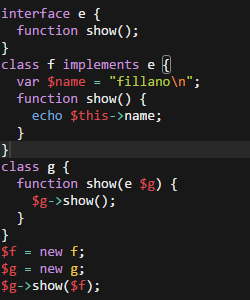 interface e {
  function show();
}
class f implements e {
  var $name = "fillano\n";
  function show() {
    echo $this->name;
  }
}
class g {
  function show(e $g) {
    $g->show();
  }
}
$f = new f;
$g = new g;
$g->show($f);